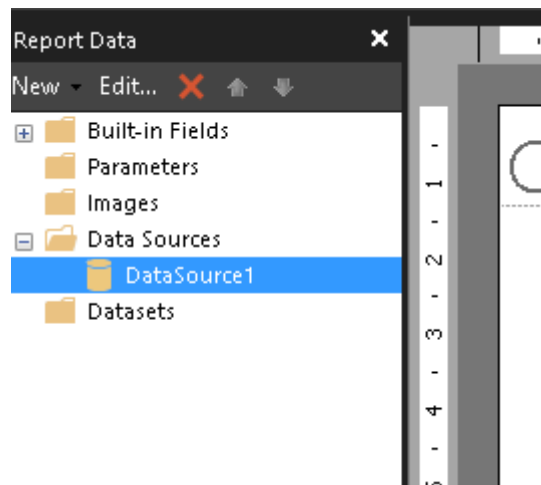 Report Data
New Edit...
Built-in Fields
Parameters
Images
Data Sources
DataSource1
Datasets
1
2
3
4